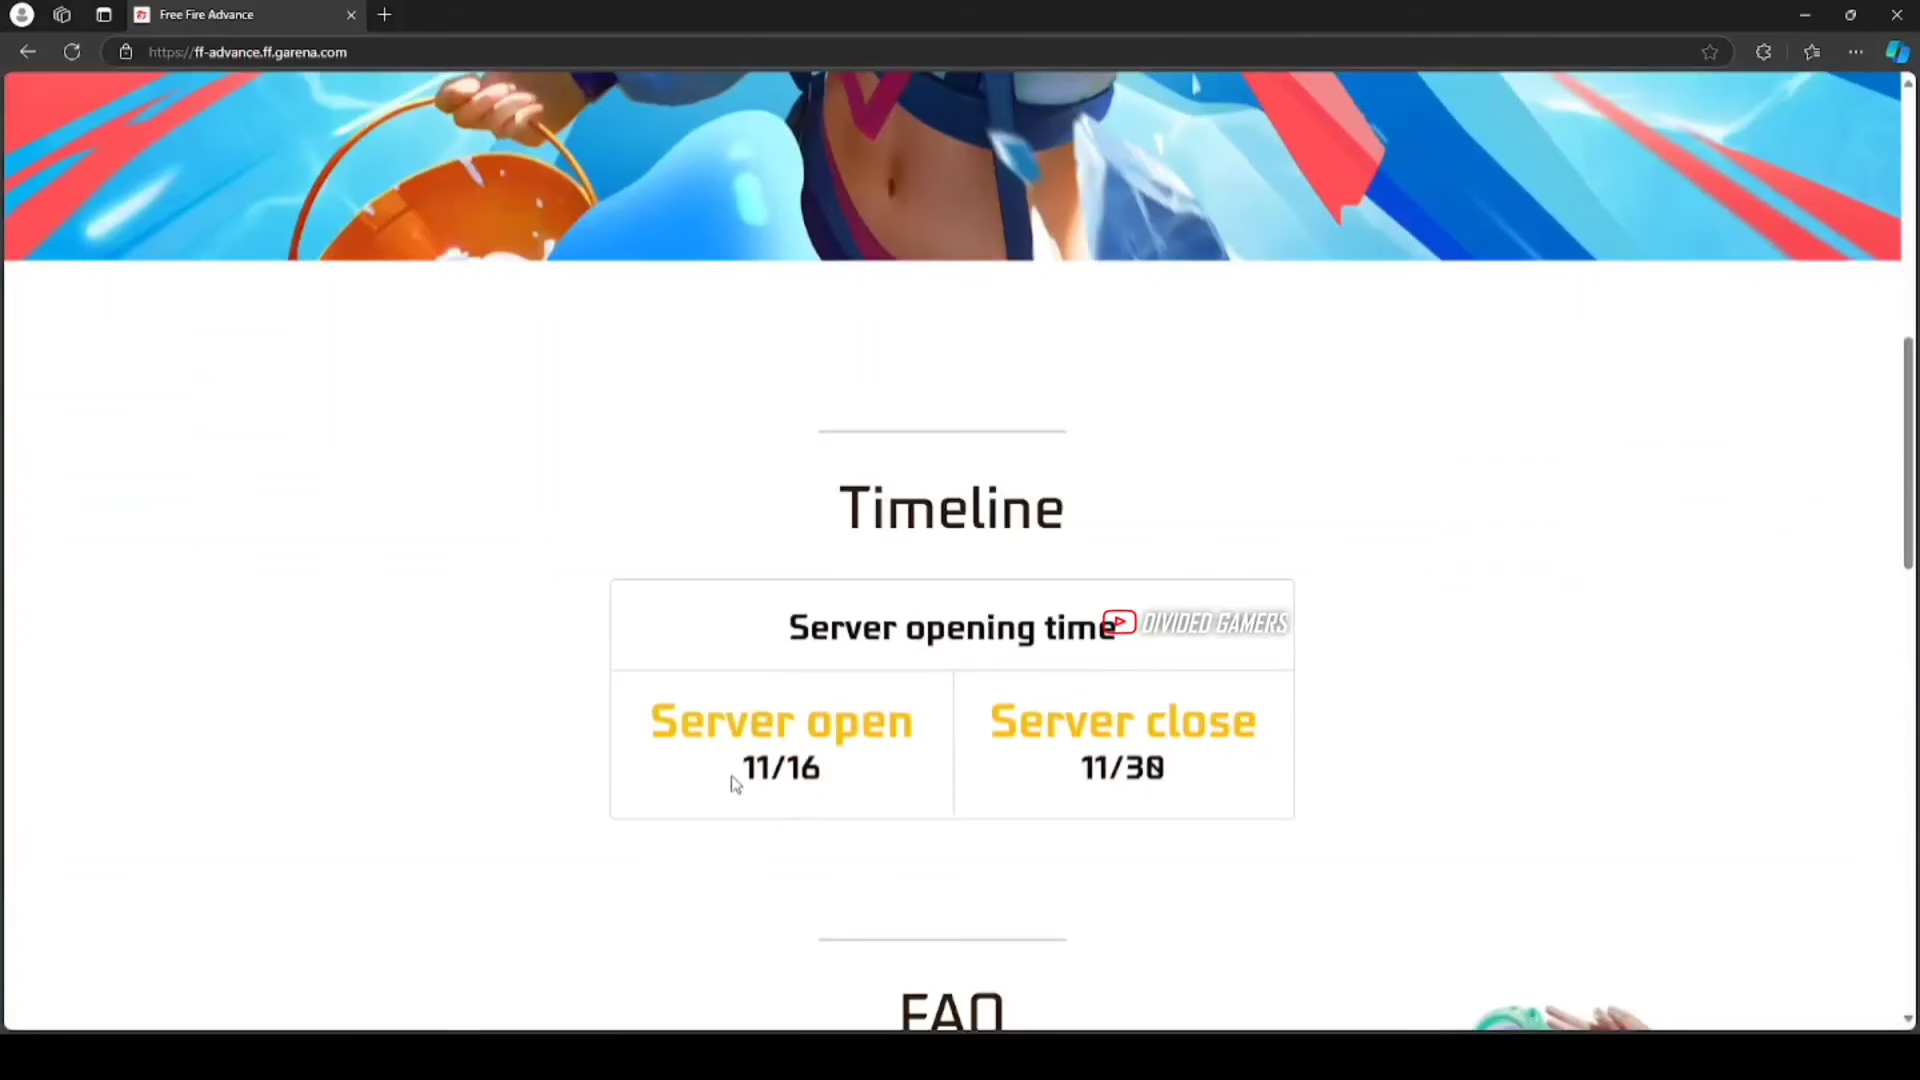 Free Fire Advance
https://ff-advance.ff.garena.com
Timeline
Server opening time
DIVIDED GAMERS
Server open
Server close
11/16
11/30
FAQ